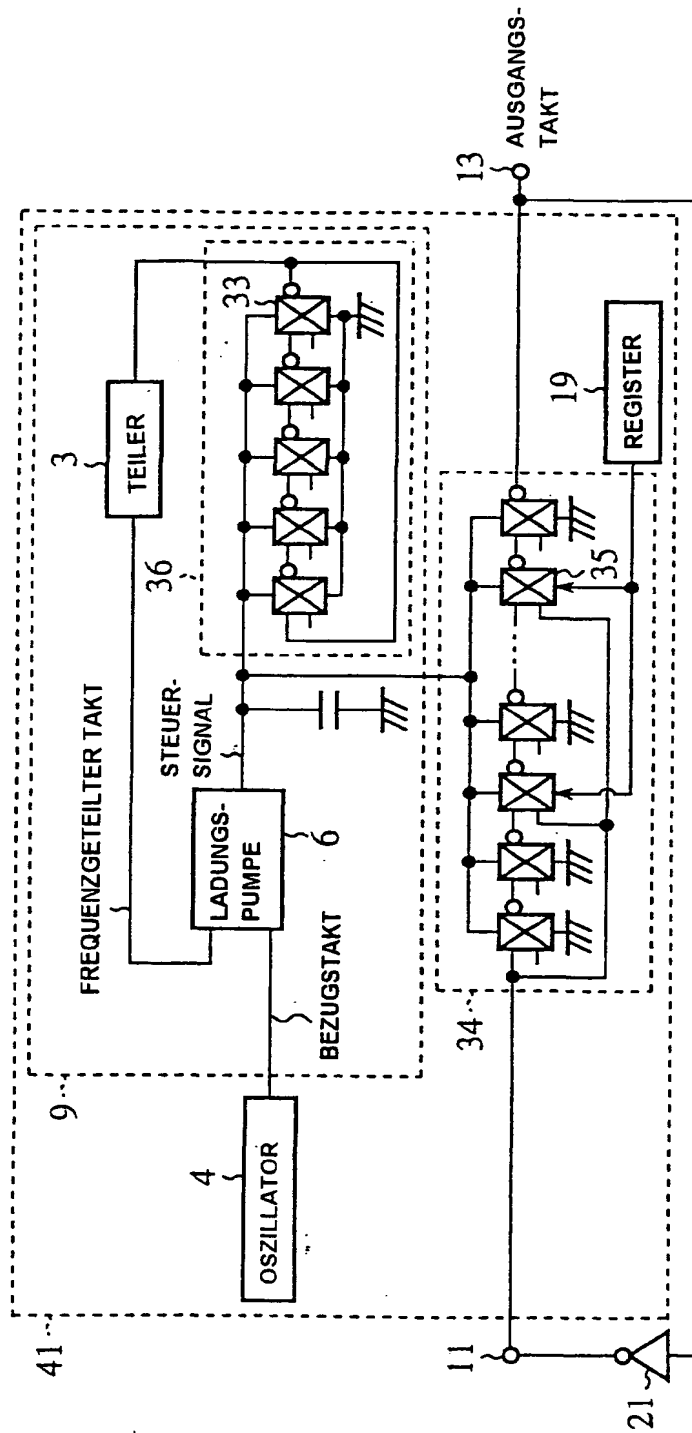 41
9
4
OSZILLATOR
FREQUENZGETEILTER TAKT
BEZUGSTAKT
LADUNGS-
PUMPE
6
STEUER-
SIGNAL
3
TEILER
36
33
34
35
19
REGISTER
11
21
13
AUSGANGS-
TAKT